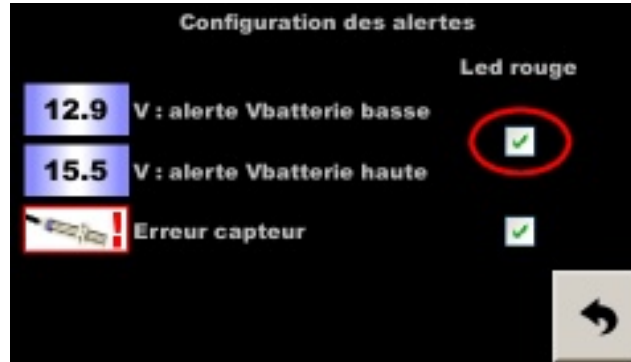 Configuration des alertes
Led rouge
12.9 V : alerte Vbatterie basse
15.5 V : alerte Vbatterie haute
! Erreur capteur